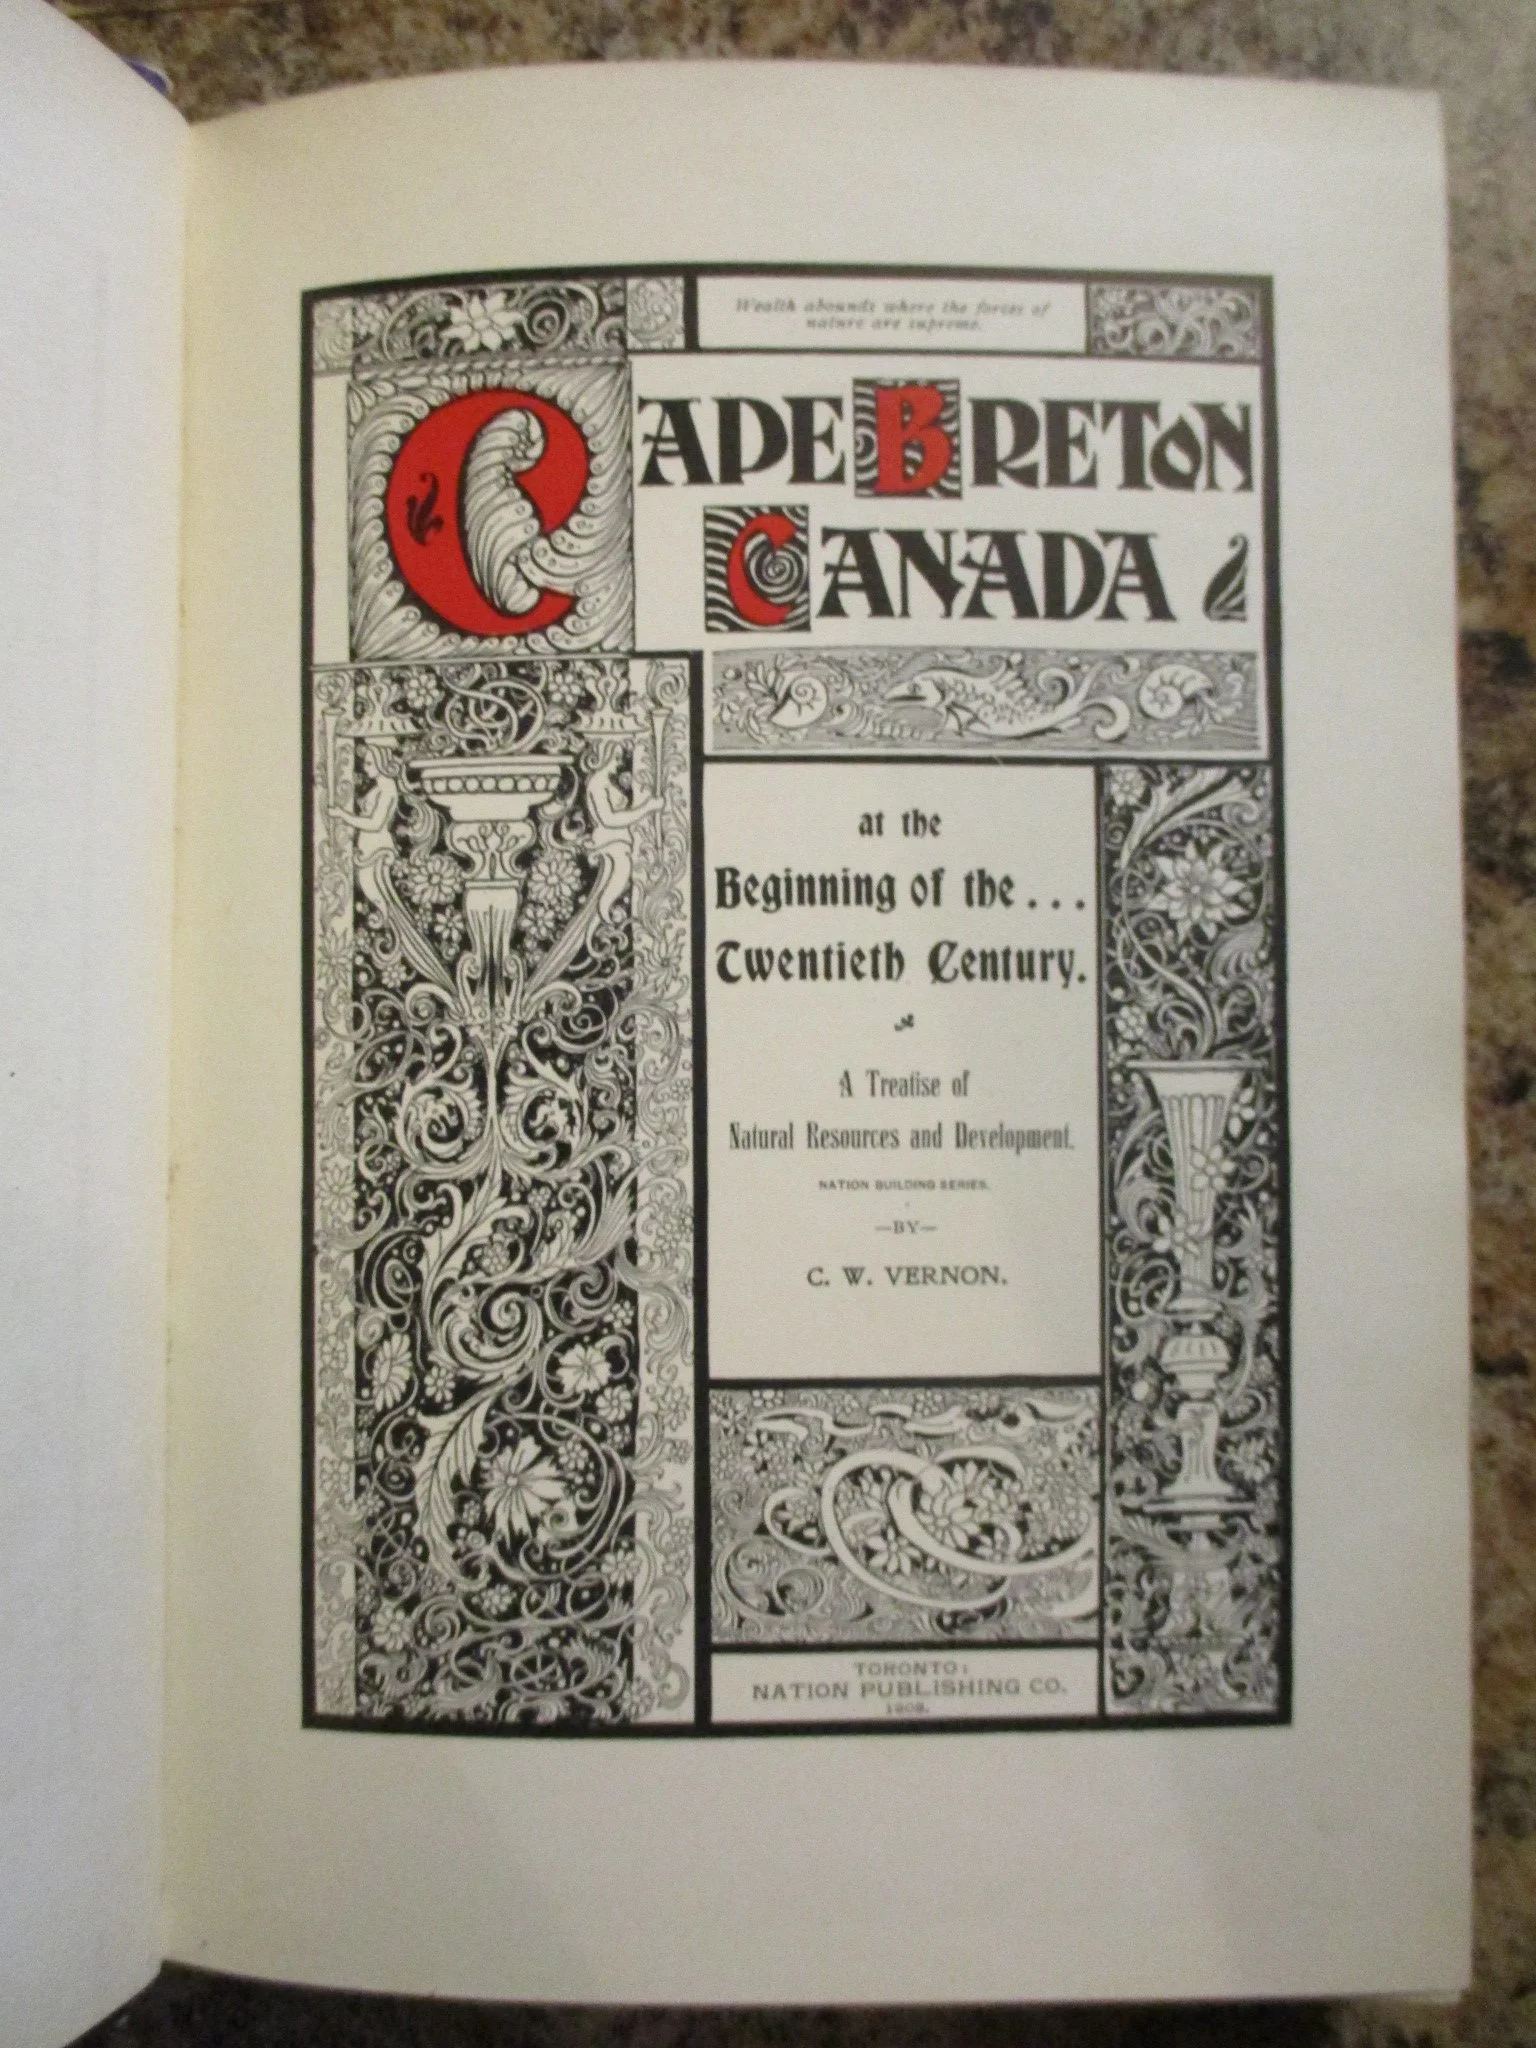 Wealth abounds where the forces of
nature are supreme.
CAPE BRETON
CANADA
at the
Beginning of the...
Twentieth Century.
A Treatise of
Natural Resources and Development.
NATION BUILDING SERIES.
—BY—
C. W. VERNON.
TORONTO:
NATION PUBLISHING CO.